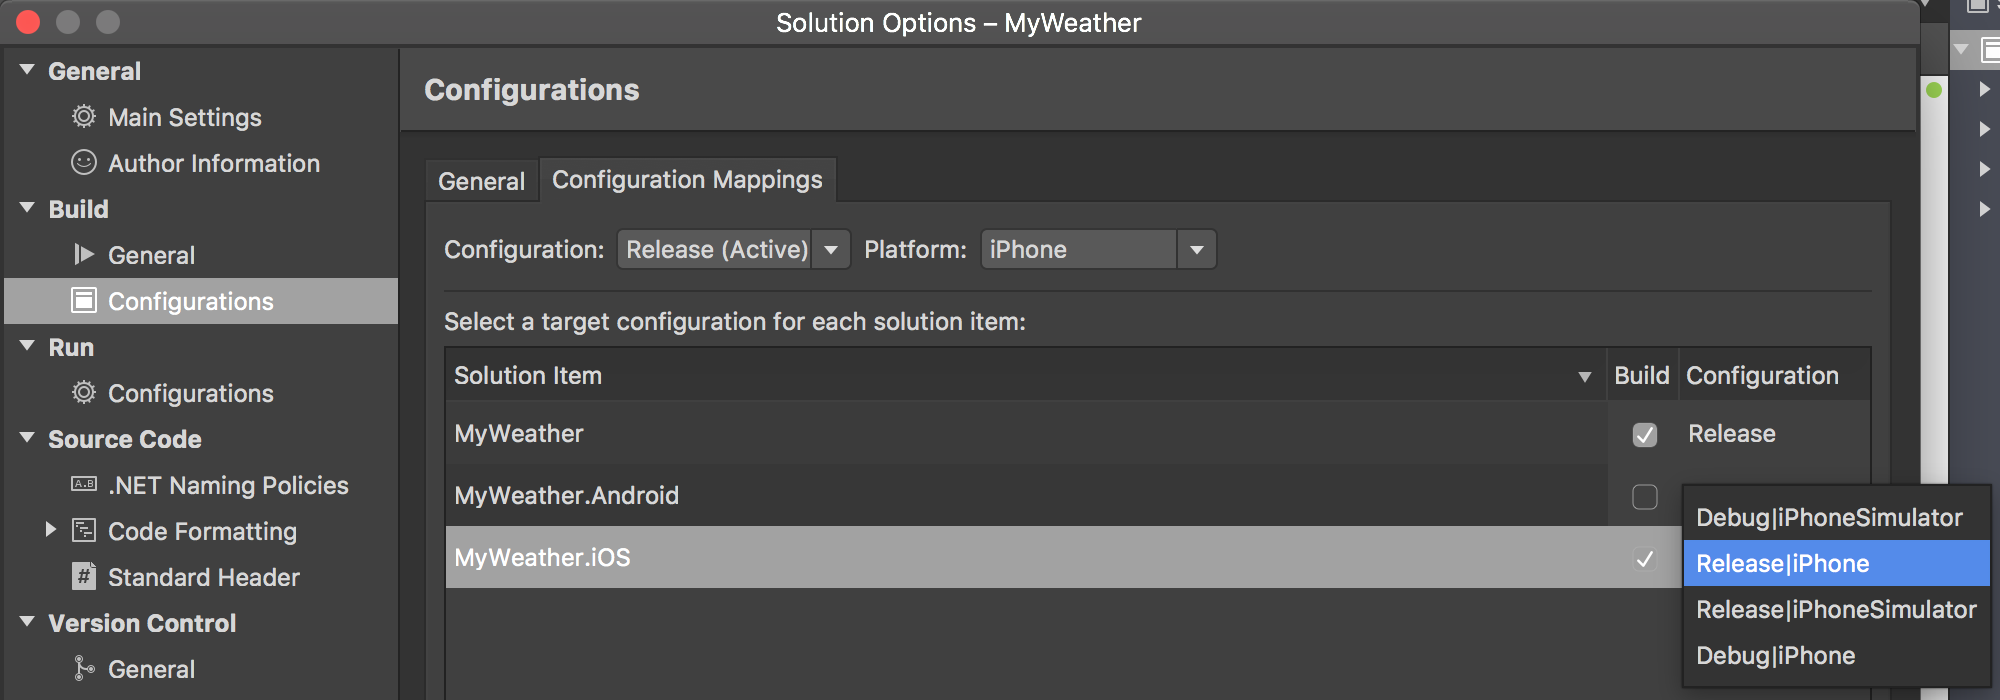 Solution Options – MyWeather
General
Main Settings
Author Information
Build
General
Configurations
Run
Configurations
Source Code
A.B .NET Naming Policies
Code Formatting
# Standard Header
Version Control
General
Configurations
General Configuration Mappings
Configuration: Release (Active) Platform: iPhone
Select a target configuration for each solution item:
Solution Item Build Configuration
MyWeather Release
MyWeather.Android
MyWeather.iOS
Debug|iPhoneSimulator
Release|iPhone
Release|iPhoneSimulator
Debug|iPhone